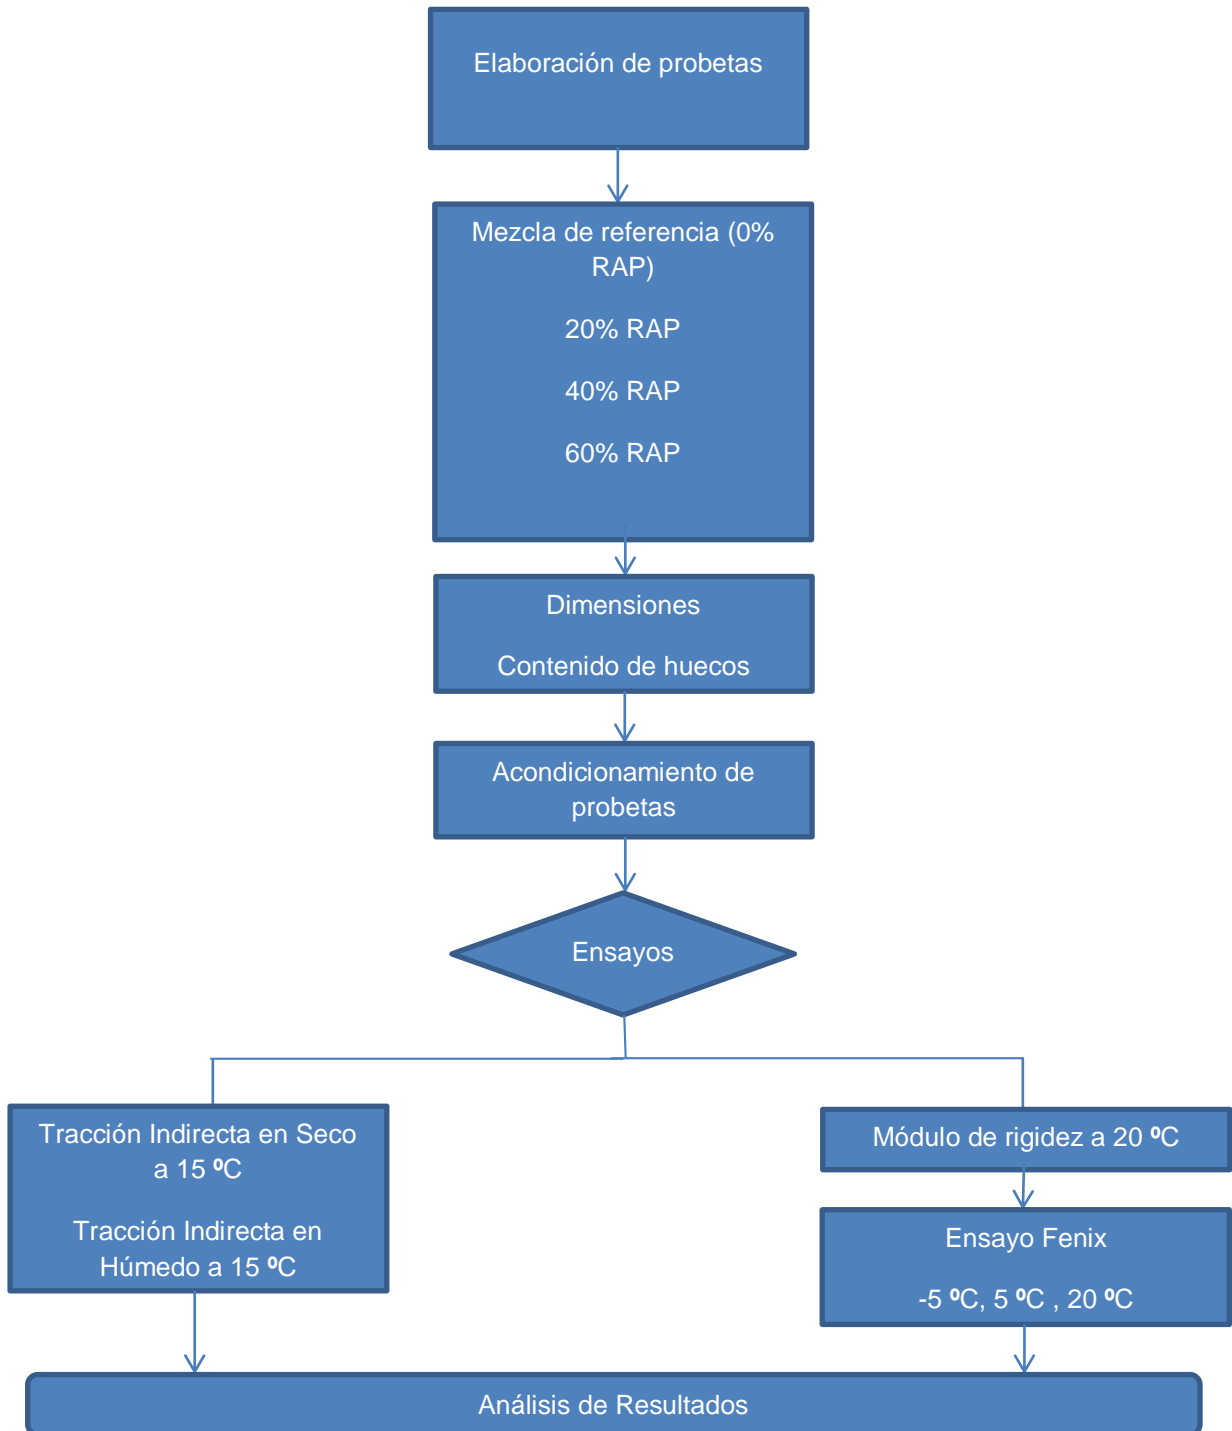 Elaboración de probetas
Mezcla de referencia (0%
RAP)
20% RAP
40% RAP
60% RAP
Dimensiones
Contenido de huecos
Acondicionamiento de
probetas
Ensayos
Tracción Indirecta en Seco
a 15 ºC
Tracción Indirecta en
Húmedo a 15 ºC
Módulo de rigidez a 20 ºC
Ensayo Fenix
-5 ºC, 5 ºC , 20 ºC
Análisis de Resultados